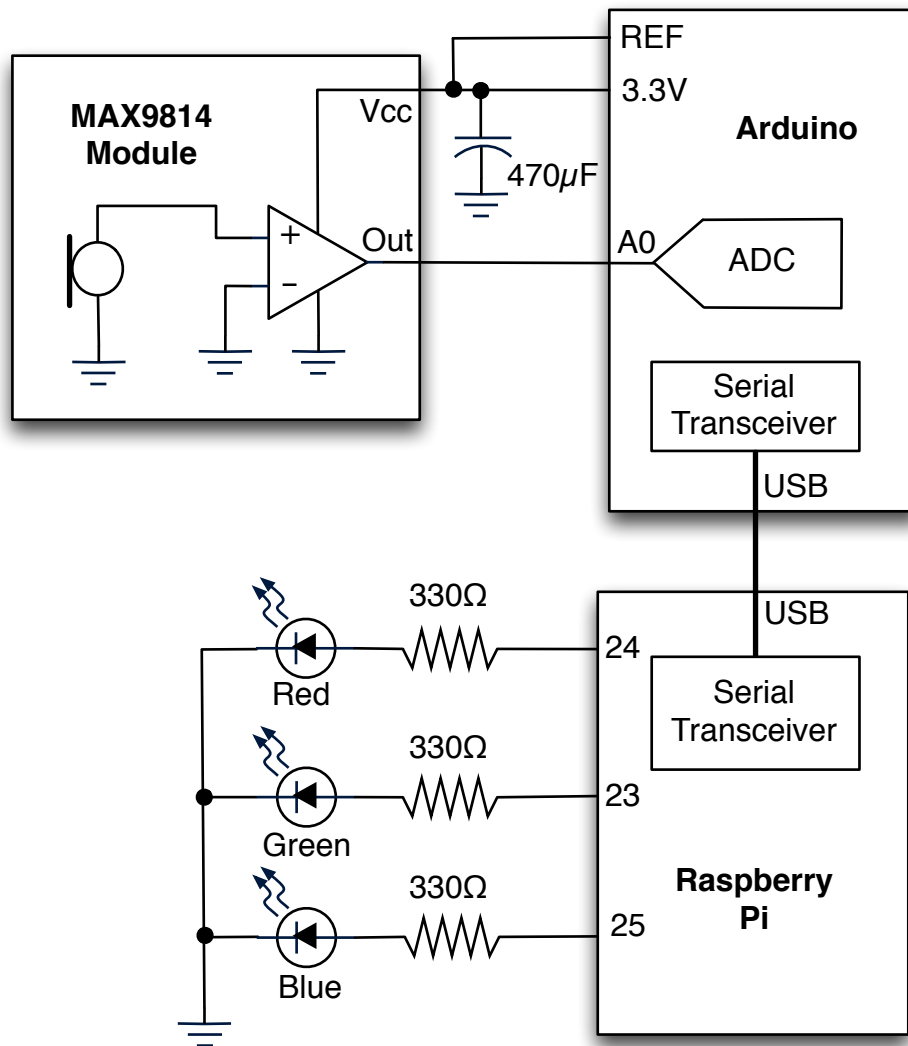 REF
3.3V
Arduino
MAX9814
Module
Vcc
470µF
+
Out
A0
ADC
−
Serial
Transceiver
USB
USB
330Ω
24
Serial
Transceiver
Red
330Ω
23
Green
330Ω
Raspberry
Pi
25
Blue